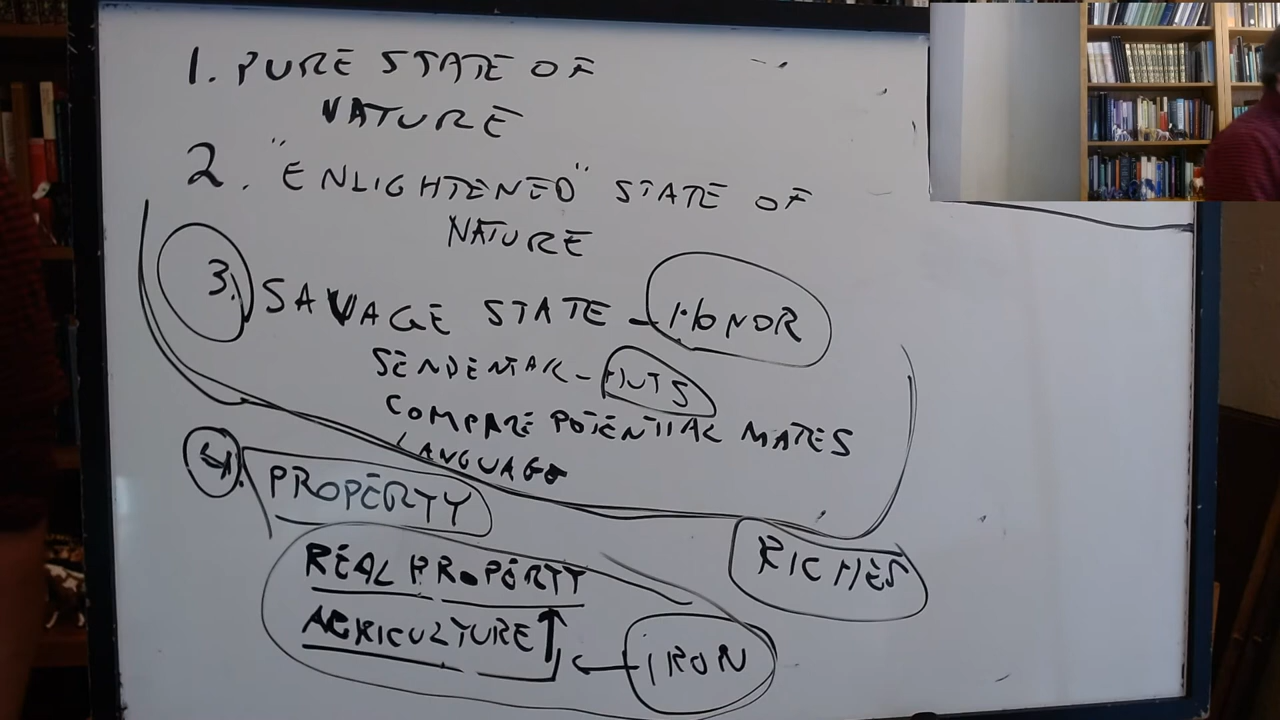 1. PURE STATE OF
NATURE
2. "ENLIGHTENED" STATE OF
NATURE
3. SAVAGE STATE - HONOR
SENDENTAR - HUTS
COMPARE POTENTIAL MATES
LANGUAGE
4. PROPERTY
RICHES
REAL PROPERTY
AGRICULTURE ↑ ← IRON